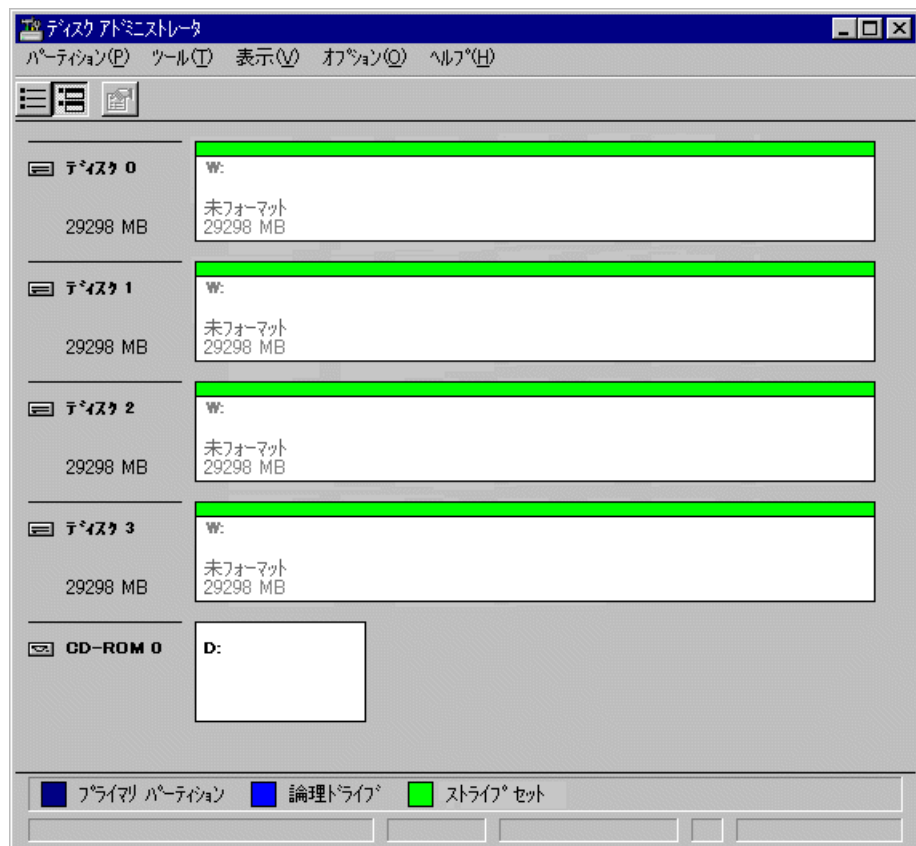 ディスク アドミニストレータ
パーティション(P) ツール(T) 表示(V) オプション(O) ヘルプ(H)
ディスク 0
29298 MB
W:
未フォーマット
29298 MB
ディスク 1
29298 MB
W:
未フォーマット
29298 MB
ディスク 2
29298 MB
W:
未フォーマット
29298 MB
ディスク 3
29298 MB
W:
未フォーマット
29298 MB
CD-ROM 0
D:
プライマリ パーティション 論理ドライブ ストライプ セット